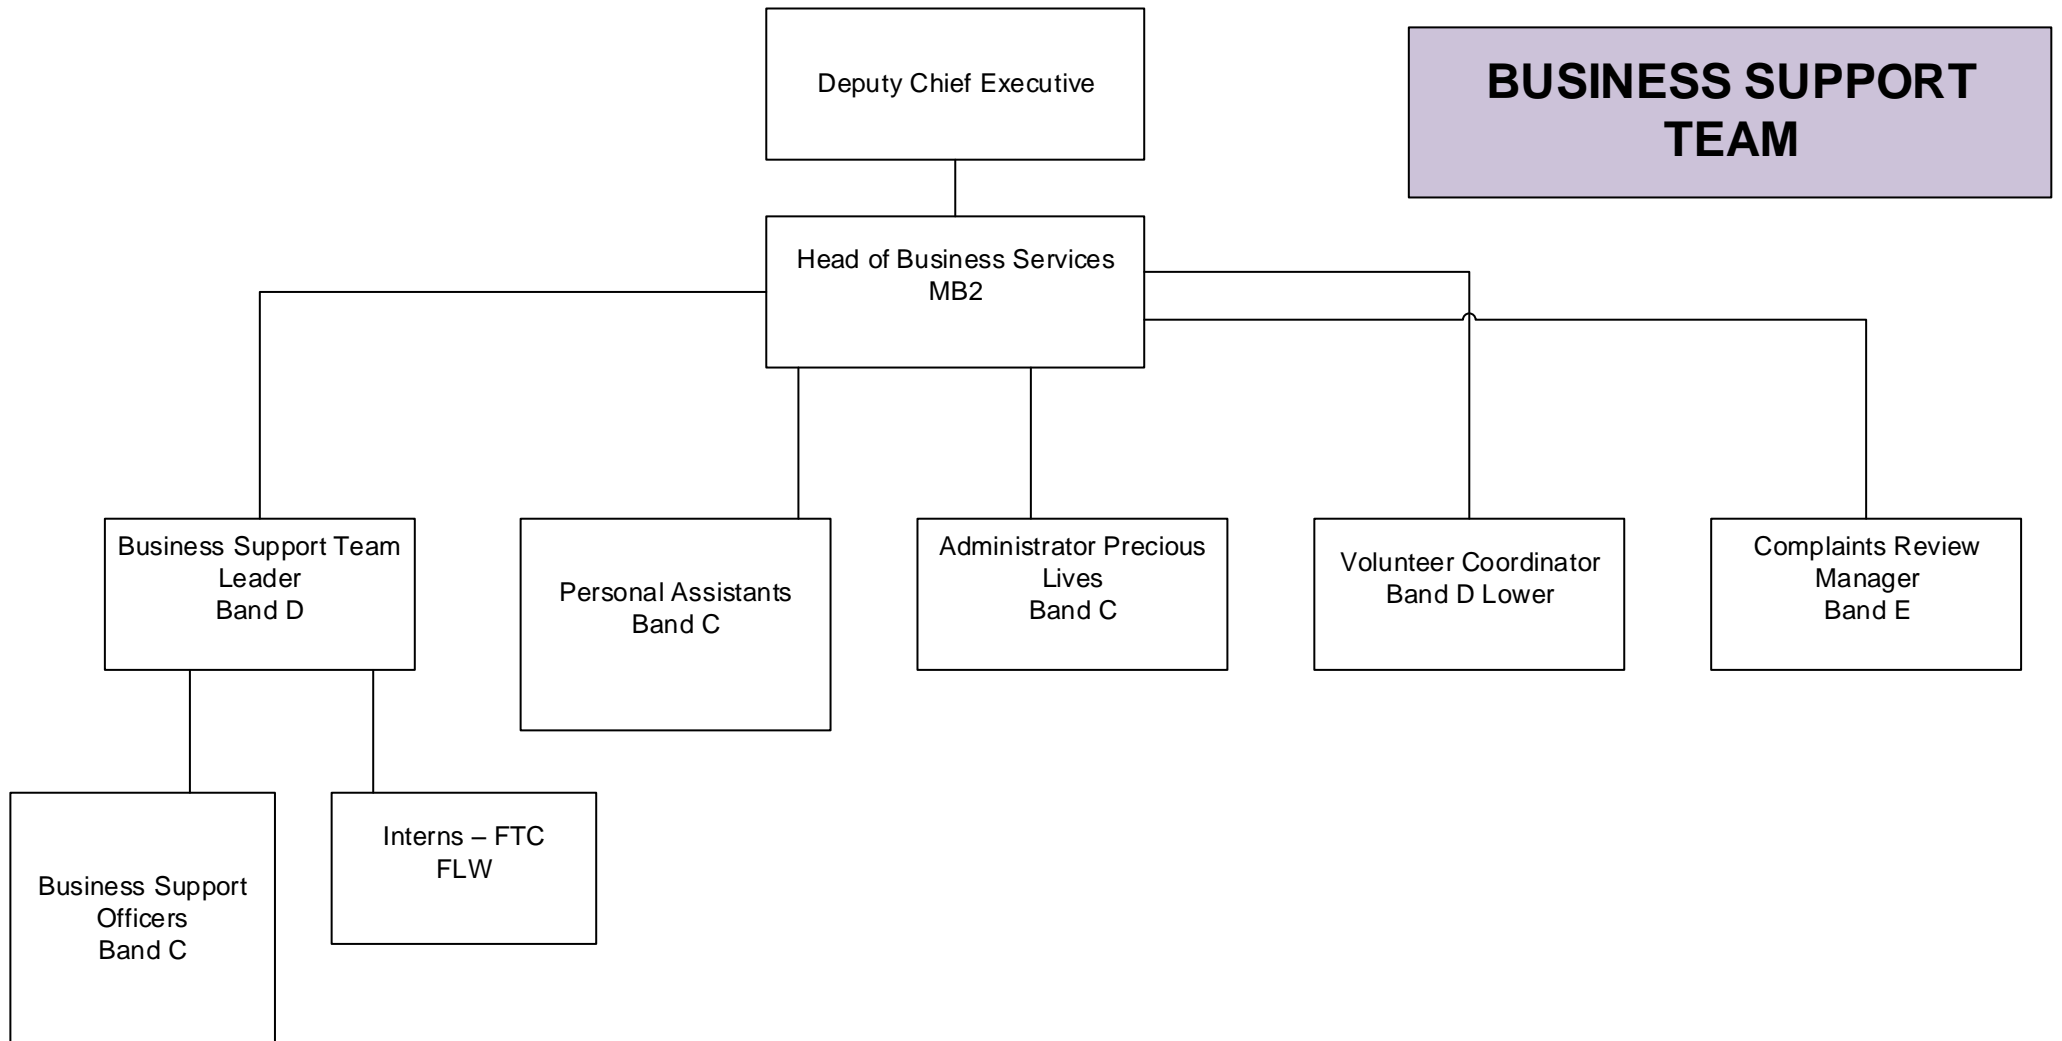 Deputy Chief Executive
BUSINESS SUPPORT
TEAM
Head of Business Services
MB2
Business Support Team
Leader
Band D
Personal Assistants
Band C
Administrator Precious
Lives
Band C
Volunteer Coordinator
Band D Lower
Complaints Review
Manager
Band E
Business Support
Officers
Band C
Interns – FTC
FLW